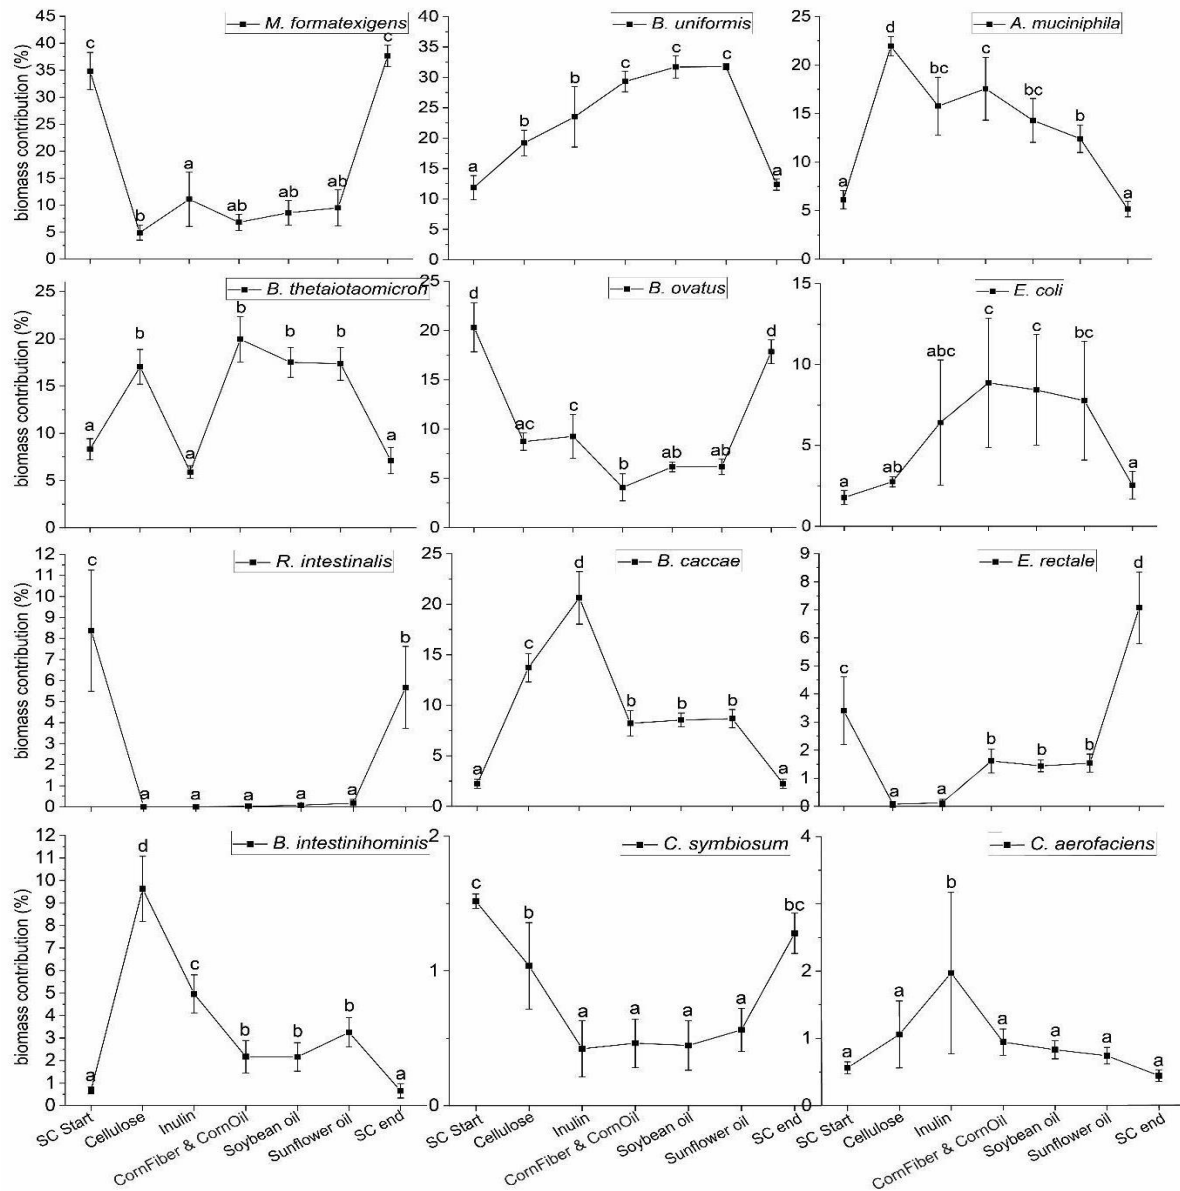 M. formatexigens
B. uniformis
A. muciniphila
biomass contribution (%)
45
40
35
30
25
20
15
10
5
0
c
b
a
ab
ab
ab
c
40
35
30
25
20
15
10
5
0
a
b
b
c
c
c
a
25
20
15
10
5
0
a
d
bc
c
bc
b
a
B. thetaiotaomicron
B. ovatus
E. coli
biomass contribution (%)
25
20
15
10
5
0
a
b
a
b
b
b
a
25
20
15
10
5
0
d
ac
c
b
ab
ab
d
15
10
5
0
a
ab
abc
c
c
bc
a
R. intestinalis
B. caccae
E. rectale
biomass contribution (%)
12
11
10
9
8
7
6
5
4
3
2
1
0
c
a
a
a
a
a
b
25
20
15
10
5
0
a
c
d
b
b
b
a
9
8
7
6
5
4
3
2
1
0
c
a
a
b
b
b
d
B. intestinihominis
C. symbiosum
C. aerofaciens
biomass contribution (%)
12
11
10
9
8
7
6
5
4
3
2
1
0
a
d
c
b
b
b
a
2
1
0
c
b
a
a
a
a
bc
4
2
0
a
a
b
a
a
a
a
SC Start
Cellulose
Inulin
CornFiber & CornOil
Soybean oil
Sunflower oil
SC end
SC Start
Cellulose
Inulin
CornFiber & CornOil
Soybean oil
Sunflower oil
SC end
SC Start
Cellulose
Inulin
CornFiber & CornOil
Soybean oil
Sunflower oil
SC end